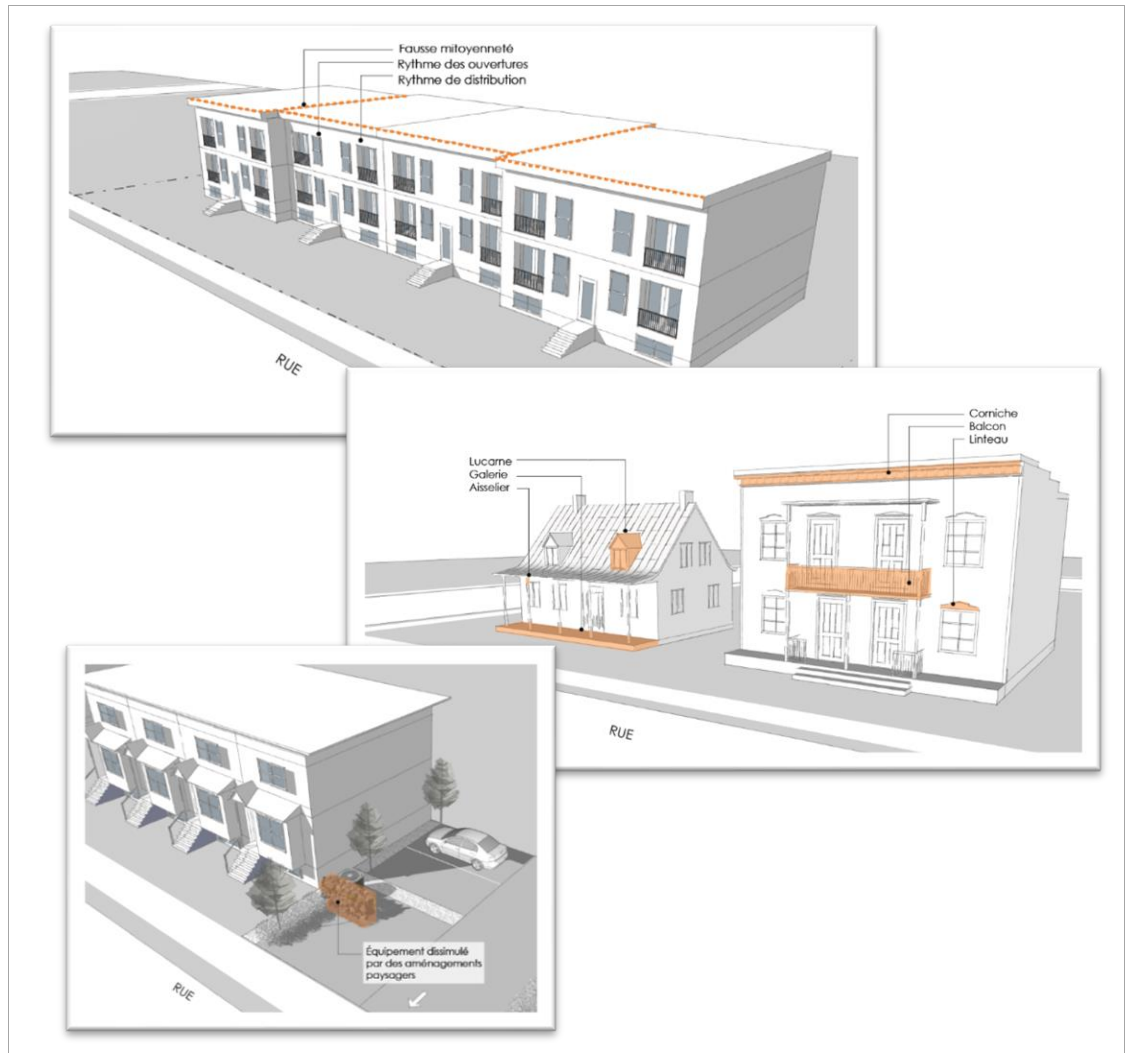 Fausse mitoyenneté
Rythme des ouvertures
Rythme de distribution
RUE
Corniche
Balcon
Linteau
Lucarne
Galerie
Aisselier
RUE
Équipement dissimulé
par des aménagements
paysagers
RUE